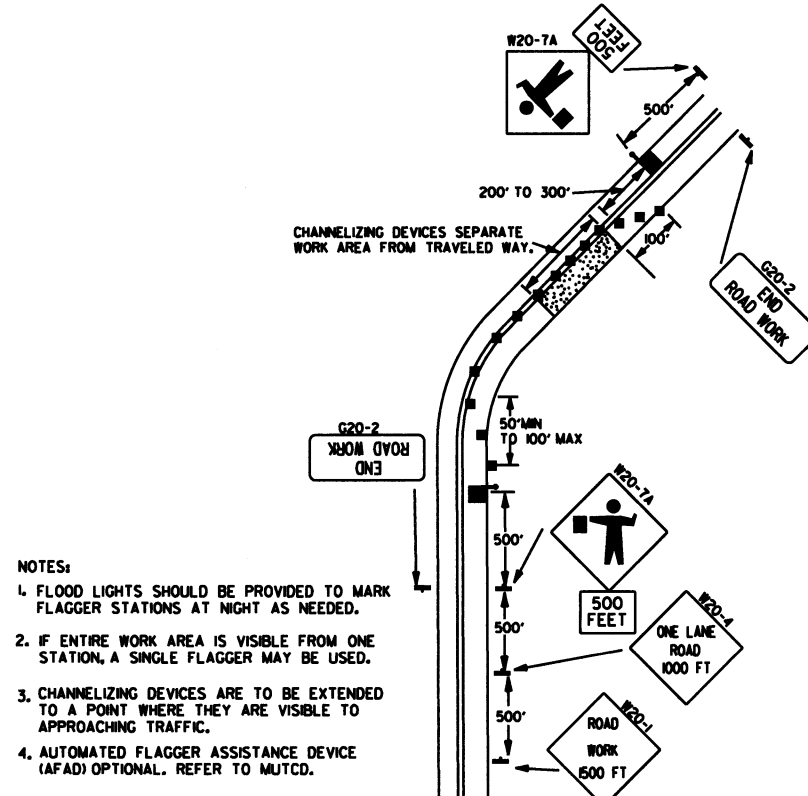 W20-7A
500
FEET
500'
200' TO 300'
CHANNELIZING DEVICES SEPARATE
WORK AREA FROM TRAVELED WAY.
100'
G20-2
END
ROAD WORK
G20-2
END
ROAD WORK
50'MIN
TO 100' MAX
W20-7A
500'
500
FEET
500'
W20-4
ONE LANE
ROAD
1000 FT
500'
W20-1
ROAD
WORK
1500 FT
NOTES:
1. FLOOD LIGHTS SHOULD BE PROVIDED TO MARK
FLAGGER STATIONS AT NIGHT AS NEEDED.
2. IF ENTIRE WORK AREA IS VISIBLE FROM ONE
STATION, A SINGLE FLAGGER MAY BE USED.
3. CHANNELIZING DEVICES ARE TO BE EXTENDED
TO A POINT WHERE THEY ARE VISIBLE TO
APPROACHING TRAFFIC.
4. AUTOMATED FLAGGER ASSISTANCE DEVICE
(AFAD) OPTIONAL. REFER TO MUTCD.